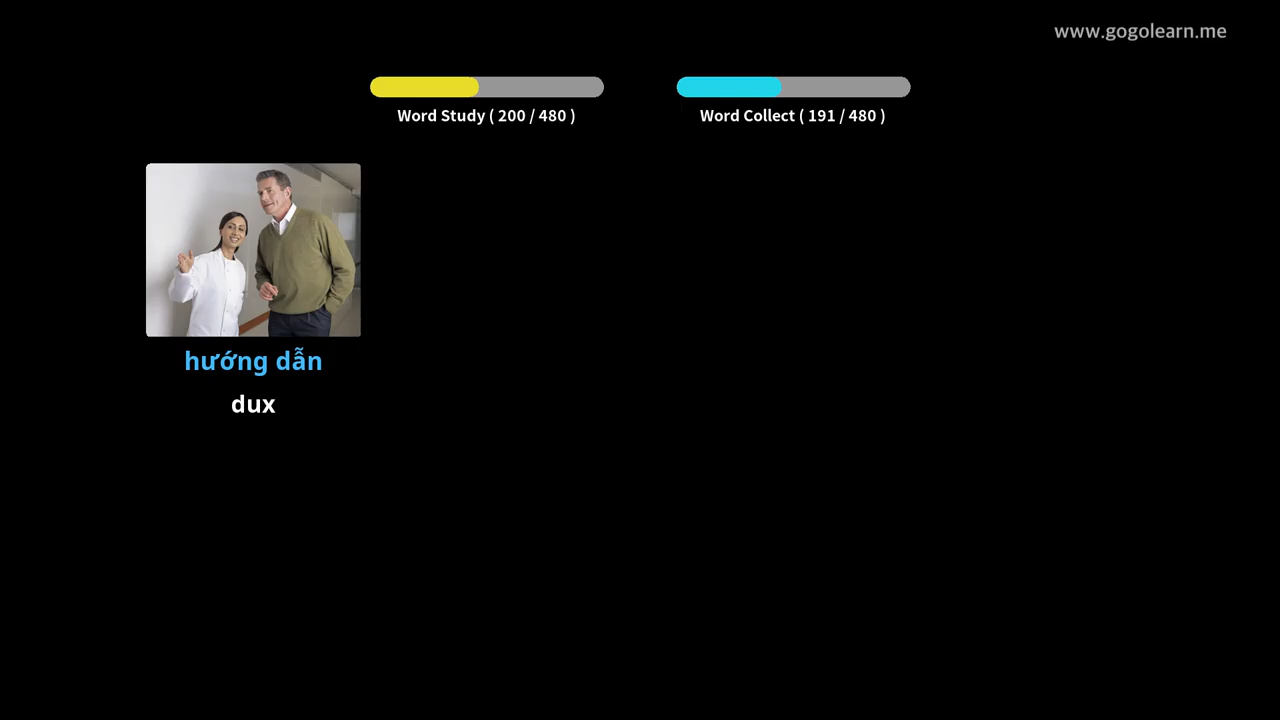 www.gogolearn.me
Word Study ( 200 / 480 )
Word Collect ( 191 / 480 )
hướng dẫn
dux